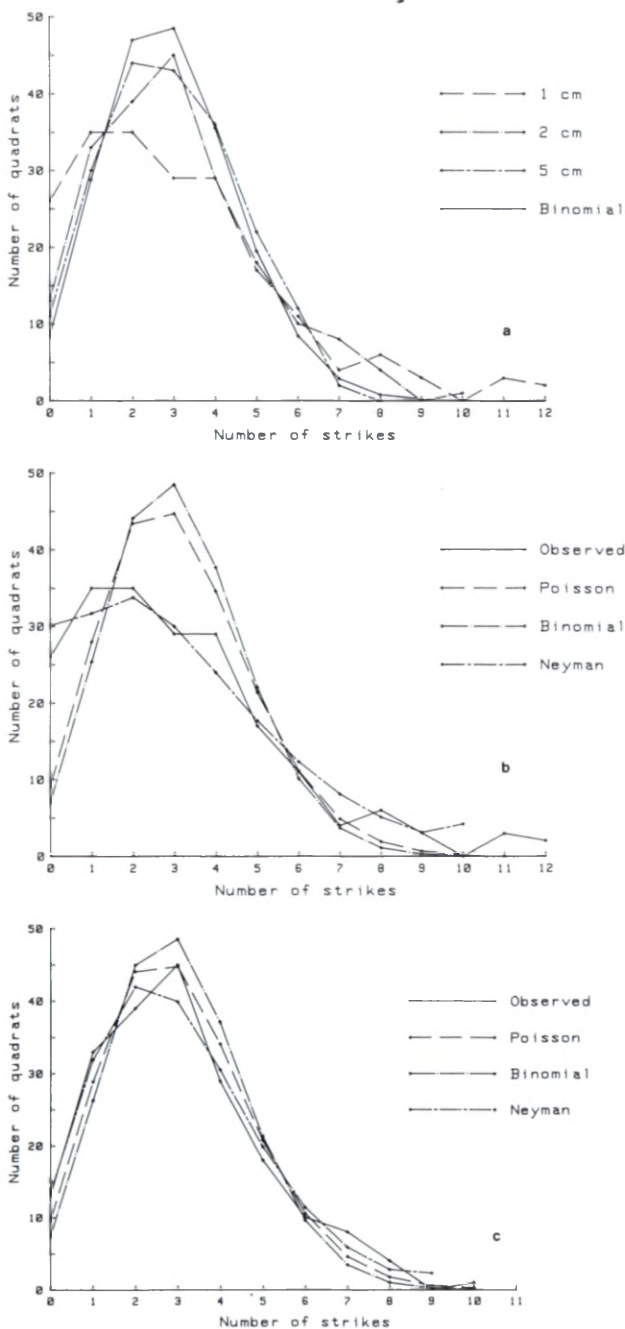 50
40
30
20
10
0
Number of quadrats
1 cm
2 cm
5 cm
Binomial
a
0 1 2 3 4 5 6 7 8 9 10 11 12
Number of strikes
50
40
30
20
10
0
Number of quadrats
Observed
Poisson
Binomial
Neyman
b
0 1 2 3 4 5 6 7 8 9 10 11 12
Number of strikes
50
40
30
20
10
0
Number of quadrats
Observed
Poisson
Binomial
Neyman
c
0 1 2 3 4 5 6 7 8 9 10 11
Number of strikes